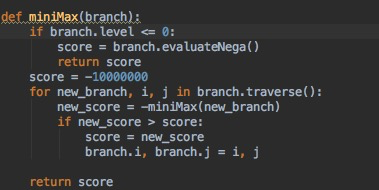 def miniMax(branch):
    if branch.level <= 0:
        score = branch.evaluateNega()
        return score
    score = -10000000
    for new_branch, i, j in branch.traverse():
        new_score = -miniMax(new_branch)
        if new_score > score:
            score = new_score
            branch.i, branch.j = i, j
    return score